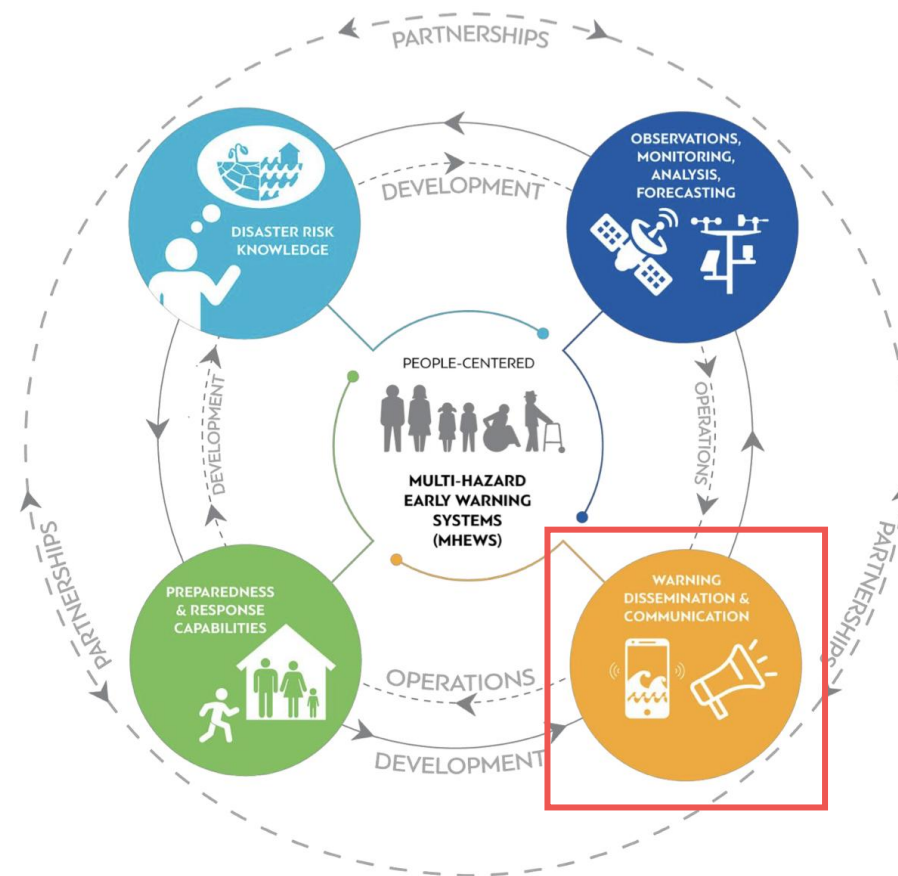 PARTNERSHIPS
OBSERVATIONS,
MONITORING,
ANALYSIS,
FORECASTING
DEVELOPMENT
DISASTER RISK
KNOWLEDGE
PEOPLE-CENTERED
DEVELOPMENT
OPERATIONS
MULTI-HAZARD
EARLY WARNING
SYSTEMS
(MHEWS)
PARTNERSHIPS
PARTNERSHIPS
PREPAREDNESS
& RESPONSE
CAPABILITIES
WARNING
DISSEMINATION &
COMMUNICATION
OPERATIONS
DEVELOPMENT